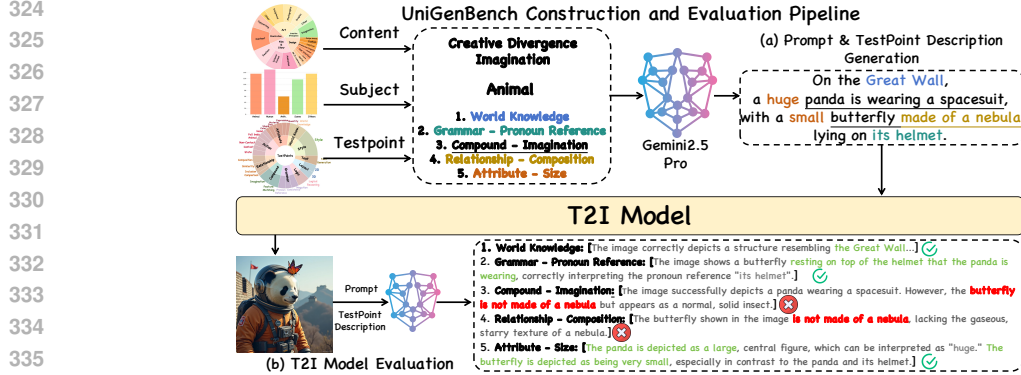 324
325
326
327
328
329
330
331
332
333
334
335
UniGenBench Construction and Evaluation Pipeline
Content
Subject
Testpoint
Creative Divergence
Imagination
Animal
1. World Knowledge
2. Grammar - Pronoun Reference
3. Compound - Imagination
4. Relationship - Composition
5. Attribute - Size
Gemini2.5
Pro
(a) Prompt & TestPoint Description
Generation
On the Great Wall,
a huge panda is wearing a spacesuit,
with a small butterfly made of a nebula
lying on its helmet.
T2I Model
Prompt
TestPoint
Description
(b) T2I Model Evaluation
1. World Knowledge: [The image correctly depicts a structure resembling the Great Wall...]
2. Grammar - Pronoun Reference: [The image shows a butterfly resting on top of the helmet that the panda is
wearing, correctly interpreting the pronoun reference "its helmet".]
3. Compound - Imagination: [The image successfully depicts a panda wearing a spacesuit. However, the butterfly
is not made of a nebula but appears as a normal, solid insect.]
4. Relationship - Composition: [The butterfly shown in the image is not made of a nebula, lacking the gaseous,
starry texture of a nebula.]
5. Attribute - Size: [The panda is depicted as a large, central figure, which can be interpreted as "huge." The
butterfly is depicted as being very small, especially in contrast to the panda and its helmet.]